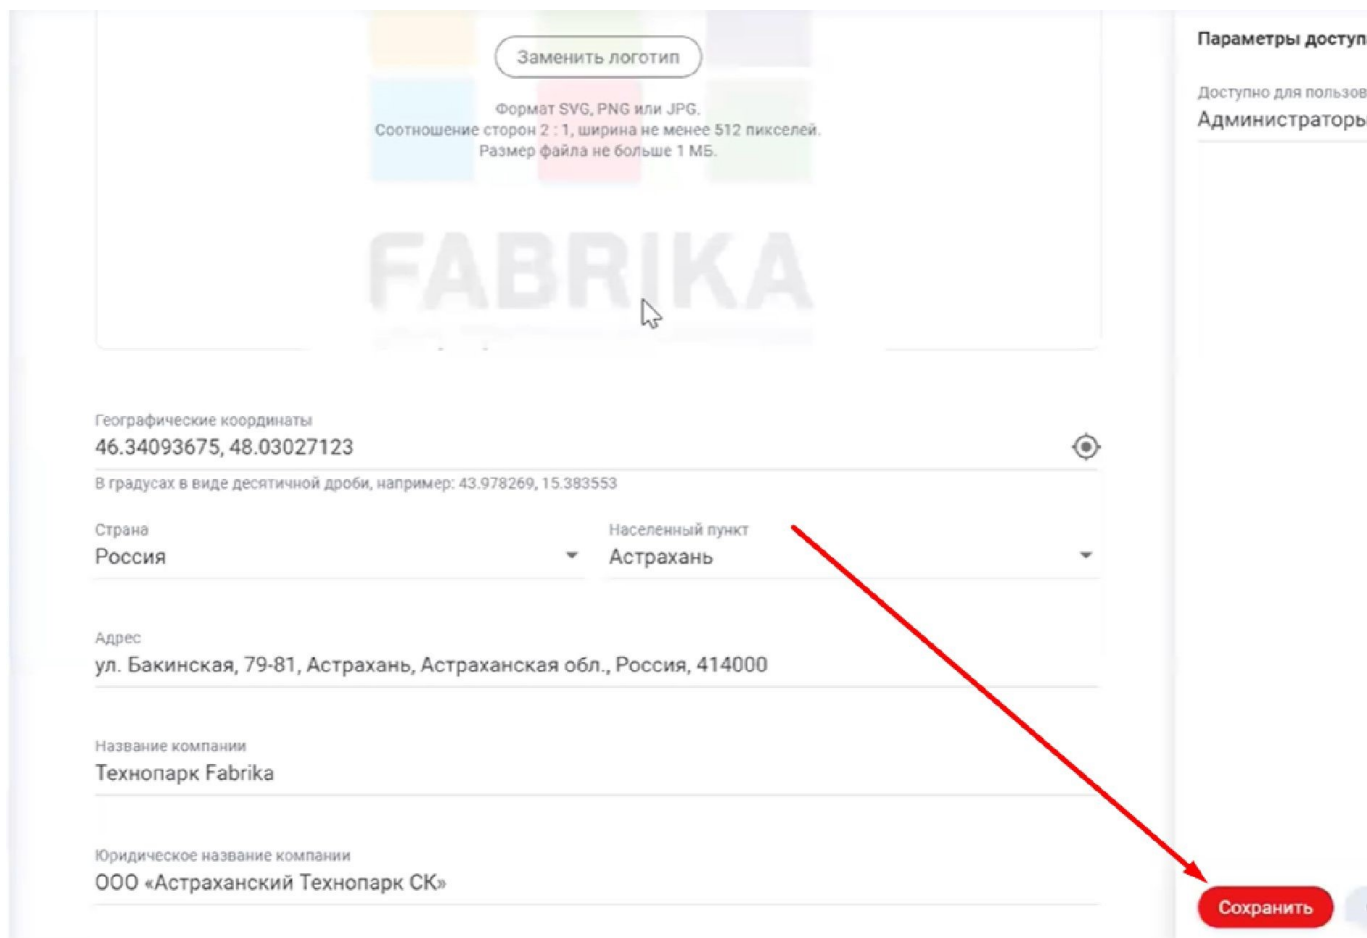 Заменить логотип
Формат SVG, PNG или JPG.
Соотношение сторон 2 : 1, ширина не менее 512 пикселей.
Размер файла не больше 1 МБ.
FABRIKA
Географические координаты
46.34093675, 48.03027123
В градусах в виде десятичной дроби, например: 43.978269, 15.383553
Страна
Россия
Населенный пункт
Астрахань
Адрес
ул. Бакинская, 79-81, Астрахань, Астраханская обл., Россия, 414000
Название компании
Технопарк Fabrika
Юридическое название компании
ООО «Астраханский Технопарк СК»
Параметры доступ
Доступно для пользов
Администраторы
Сохранить